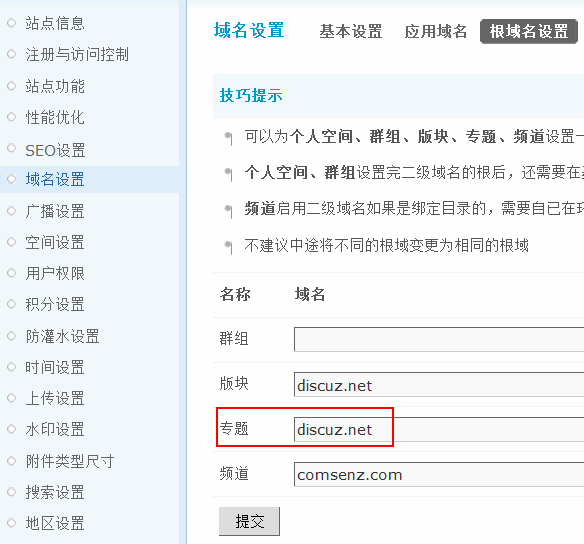 站点信息
注册与访问控制
站点功能
性能优化
SEO设置
域名设置
广播设置
空间设置
用户权限
积分设置
防灌水设置
时间设置
上传设置
水印设置
附件类型尺寸
搜索设置
地区设置
域名设置 基本设置 应用域名 根域名设置
技巧提示
可以为个人空间、群组、版块、专题、频道设置一
个人空间、群组设置完二级域名的根后，还需要在
频道启用二级域名如果是绑定目录的，需要自已在环
不建议中途将不同的根域变更为相同的根域
名称 域名
群组
版块 discuz.net
专题 discuz.net
频道 comsenz.com
提交